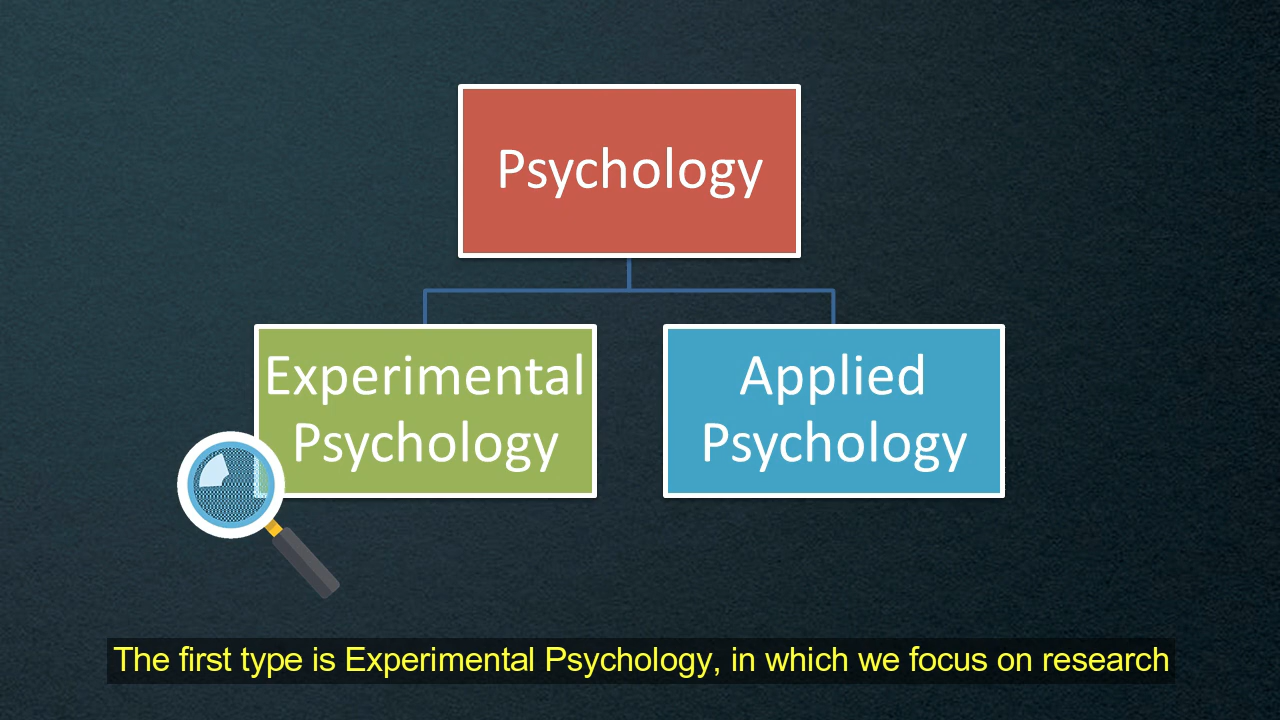 Psychology
Experimental
Psychology
Applied
Psychology
The first type is Experimental Psychology, in which we focus on research